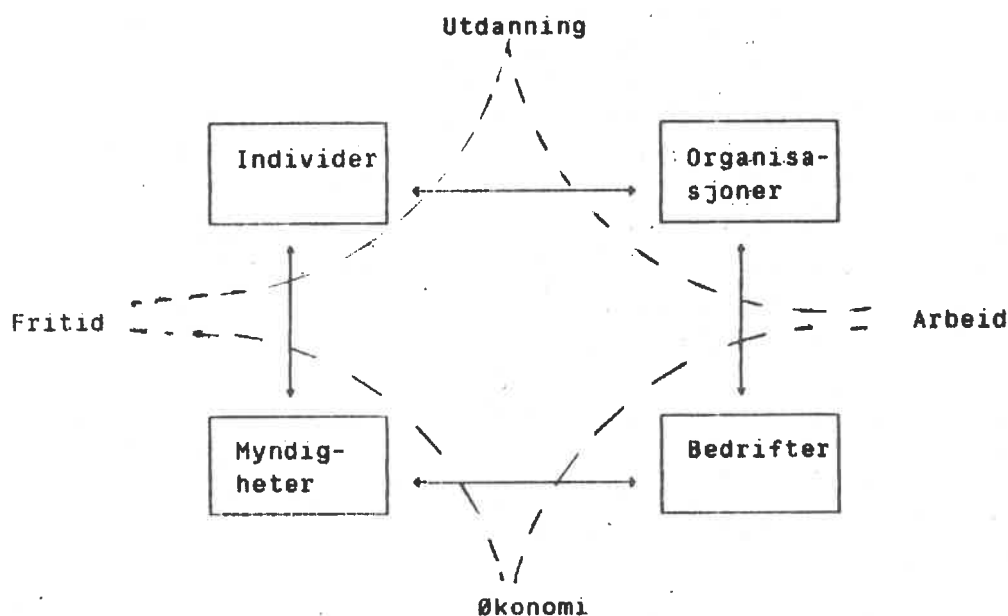 Utdanning
Individer
Organisa-
sjoner
Fritid
Arbeid
Myndig-
heter
Bedrifter
Økonomi